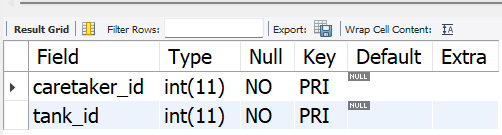 Result Grid Filter Rows: Export: Wrap Cell Content: IA
Field Type Null Key Default Extra
caretaker_id int(11) NO PRI NULL
tank_id int(11) NO PRI NULL